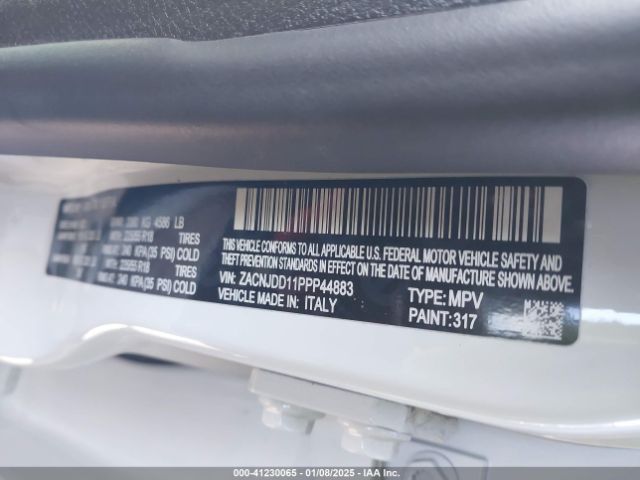 KG 4586 LB
225/55 R18 TIRES
240 KPA(35 PSI) COLD
225/55 R18 TIRES
240 KPA(35 PSI) COLD
THIS VEHICLE CONFORMS TO ALL APPLICABLE U.S. FEDERAL MOTOR VEHICLE SAFETY AND
THEFT PREVENTION STANDARDS IN EFFECT ON THE DATE OF MANUFACTURE SHOWN ABOVE.
VIN: ZACNJDD11PPP44883
TYPE: MPV
VEHICLE MADE IN: ITALY
PAINT:317
000-41230065 - 01/08/2025 - IAA Inc.